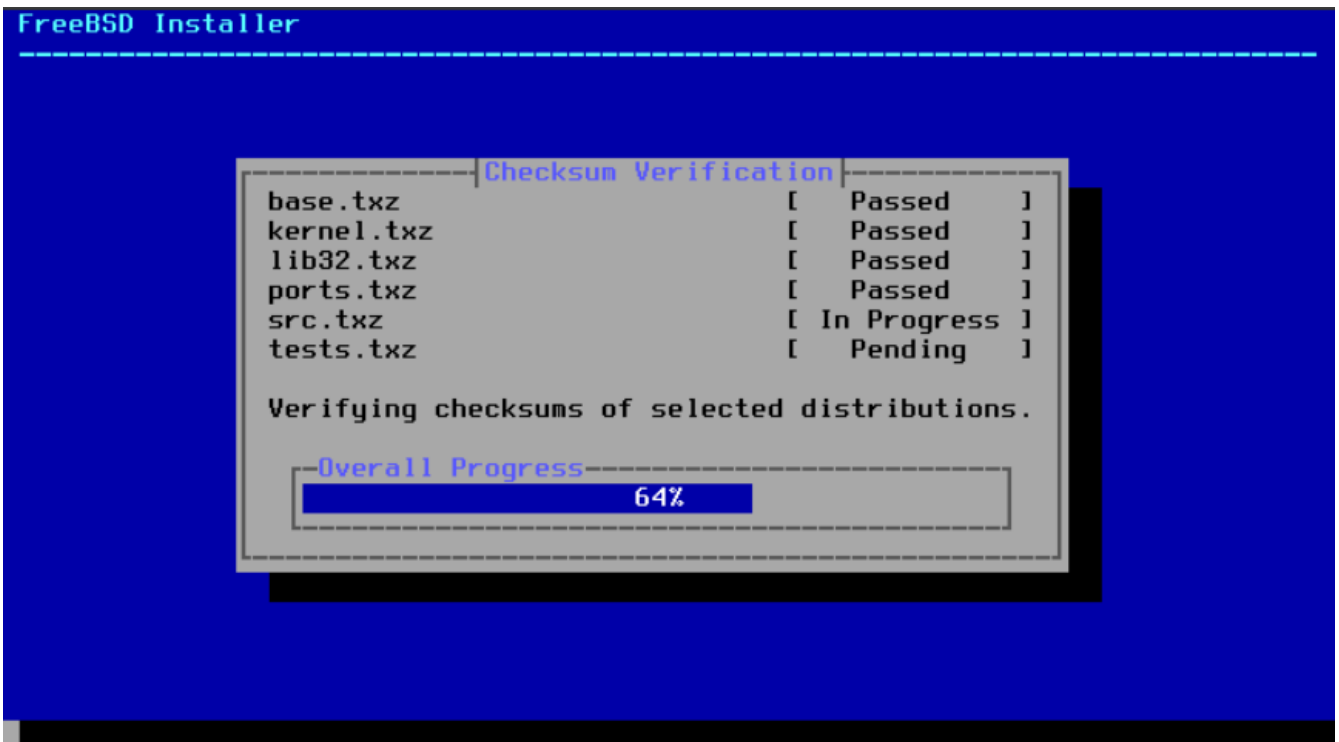 FreeBSD Installer
Checksum Verification
base.txz [ Passed ]
kernel.txz [ Passed ]
lib32.txz [ Passed ]
ports.txz [ Passed ]
src.txz [ In Progress ]
tests.txz [ Pending ]
Verifying checksums of selected distributions.
Overall Progress
64%